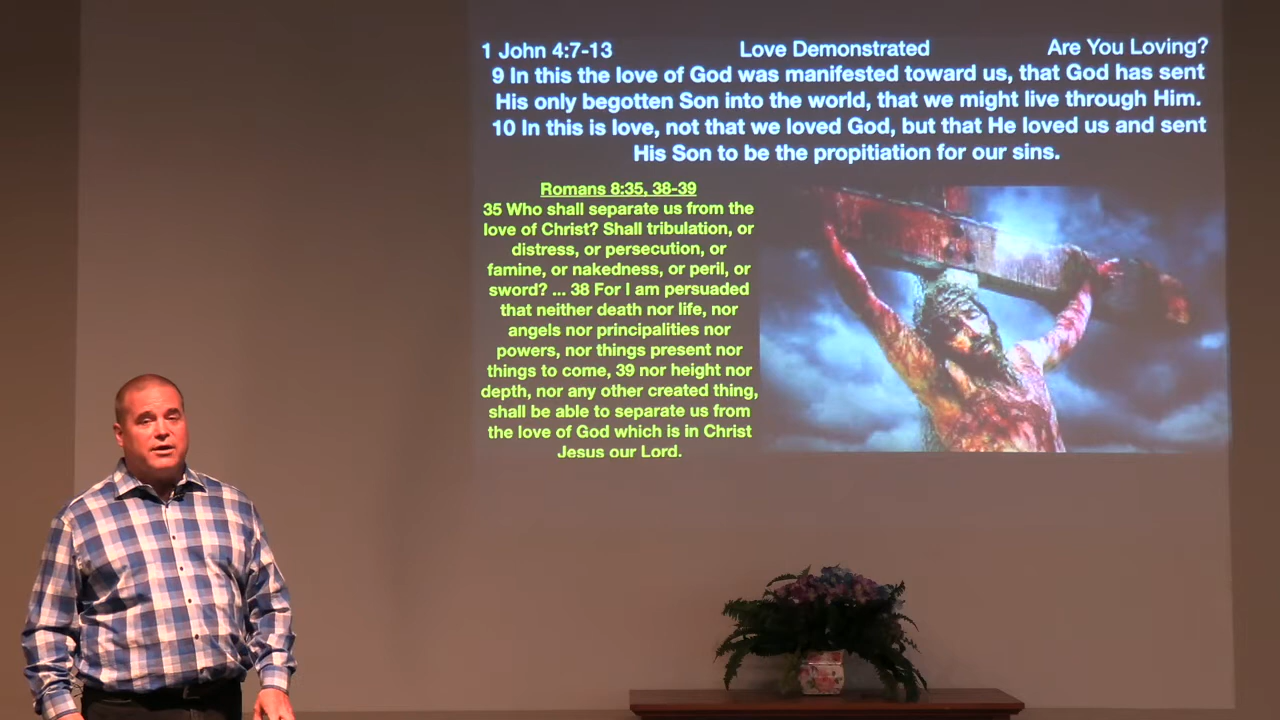 1 John 4:7-13 Love Demonstrated Are You Loving?
9 In this the love of God was manifested toward us, that God has sent
His only begotten Son into the world, that we might live through Him.
10 In this is love, not that we loved God, but that He loved us and sent
His Son to be the propitiation for our sins.
Romans 8:35, 38-39
35 Who shall separate us from the
love of Christ? Shall tribulation, or
distress, or persecution, or
famine, or nakedness, or peril, or
sword? ... 38 For I am persuaded
that neither death nor life, nor
angels nor principalities nor
powers, nor things present nor
things to come, 39 nor height nor
depth, nor any other created thing,
shall be able to separate us from
the love of God which is in Christ
Jesus our Lord.